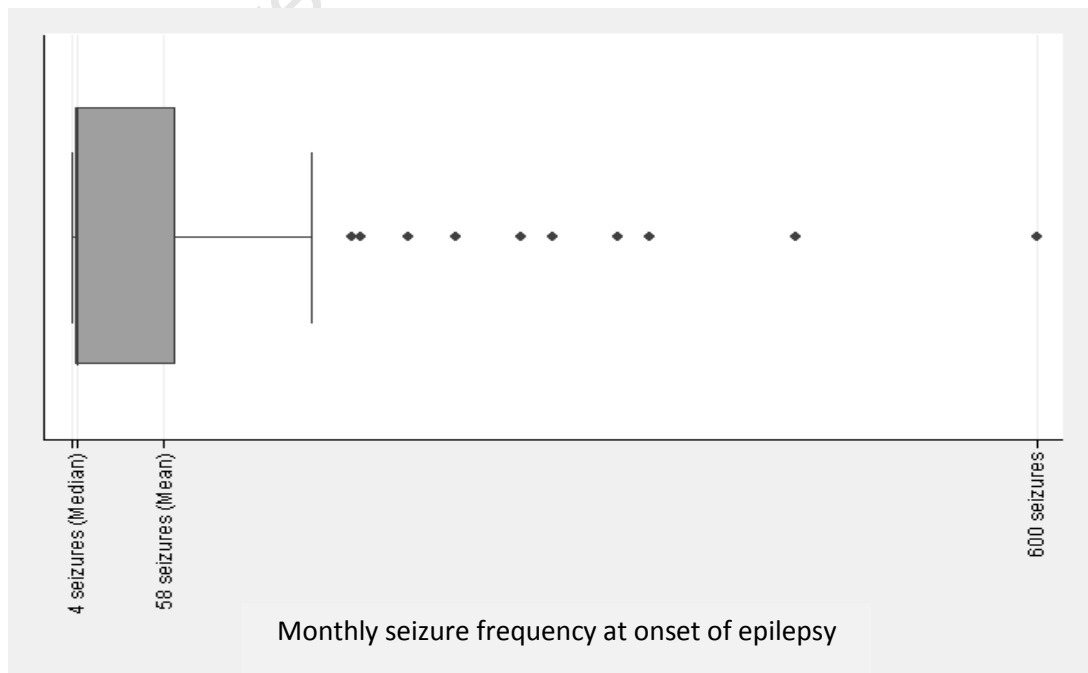 4 seizures (Median)
58 seizures (Mean)
600 seizures
Monthly seizure frequency at onset of epilepsy